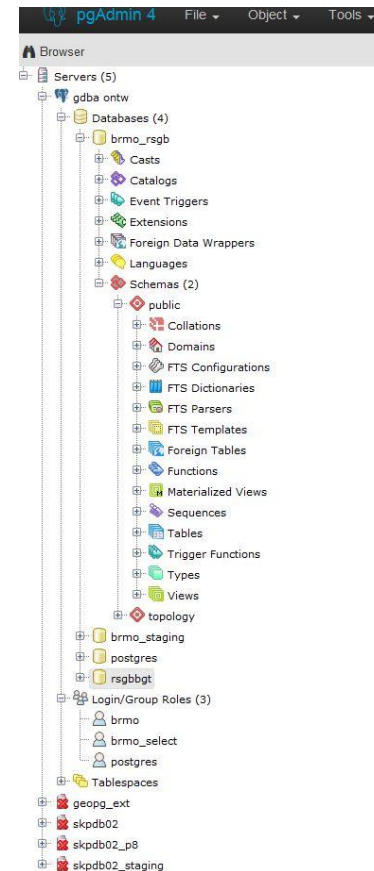 pgAdmin 4 File Object Tools
Browser
Servers (5)
gdba ontw
Databases (4)
brmo_rsgb
Casts
Catalogs
Event Triggers
Extensions
Foreign Data Wrappers
Languages
Schemas (2)
public
Collations
Domains
FTS Configurations
FTS Dictionaries
FTS Parsers
FTS Templates
Foreign Tables
Functions
Materialized Views
Sequences
Tables
Trigger Functions
Types
Views
topology
brmo_staging
postgres
rsgbbgt
Login/Group Roles (3)
brmo
brmo_select
postgres
Tablespaces
geopg_ext
skpdb02
skpdb02_p8
skpdb02_staging